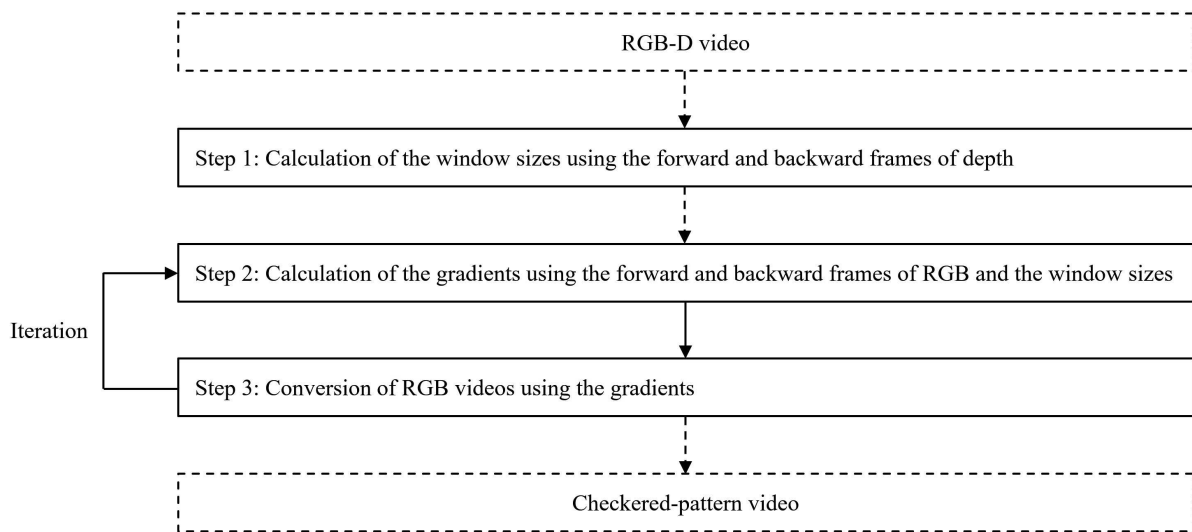 RGB-D video
Step 1: Calculation of the window sizes using the forward and backward frames of depth
Step 2: Calculation of the gradients using the forward and backward frames of RGB and the window sizes
Iteration
Step 3: Conversion of RGB videos using the gradients
Checkered-pattern video